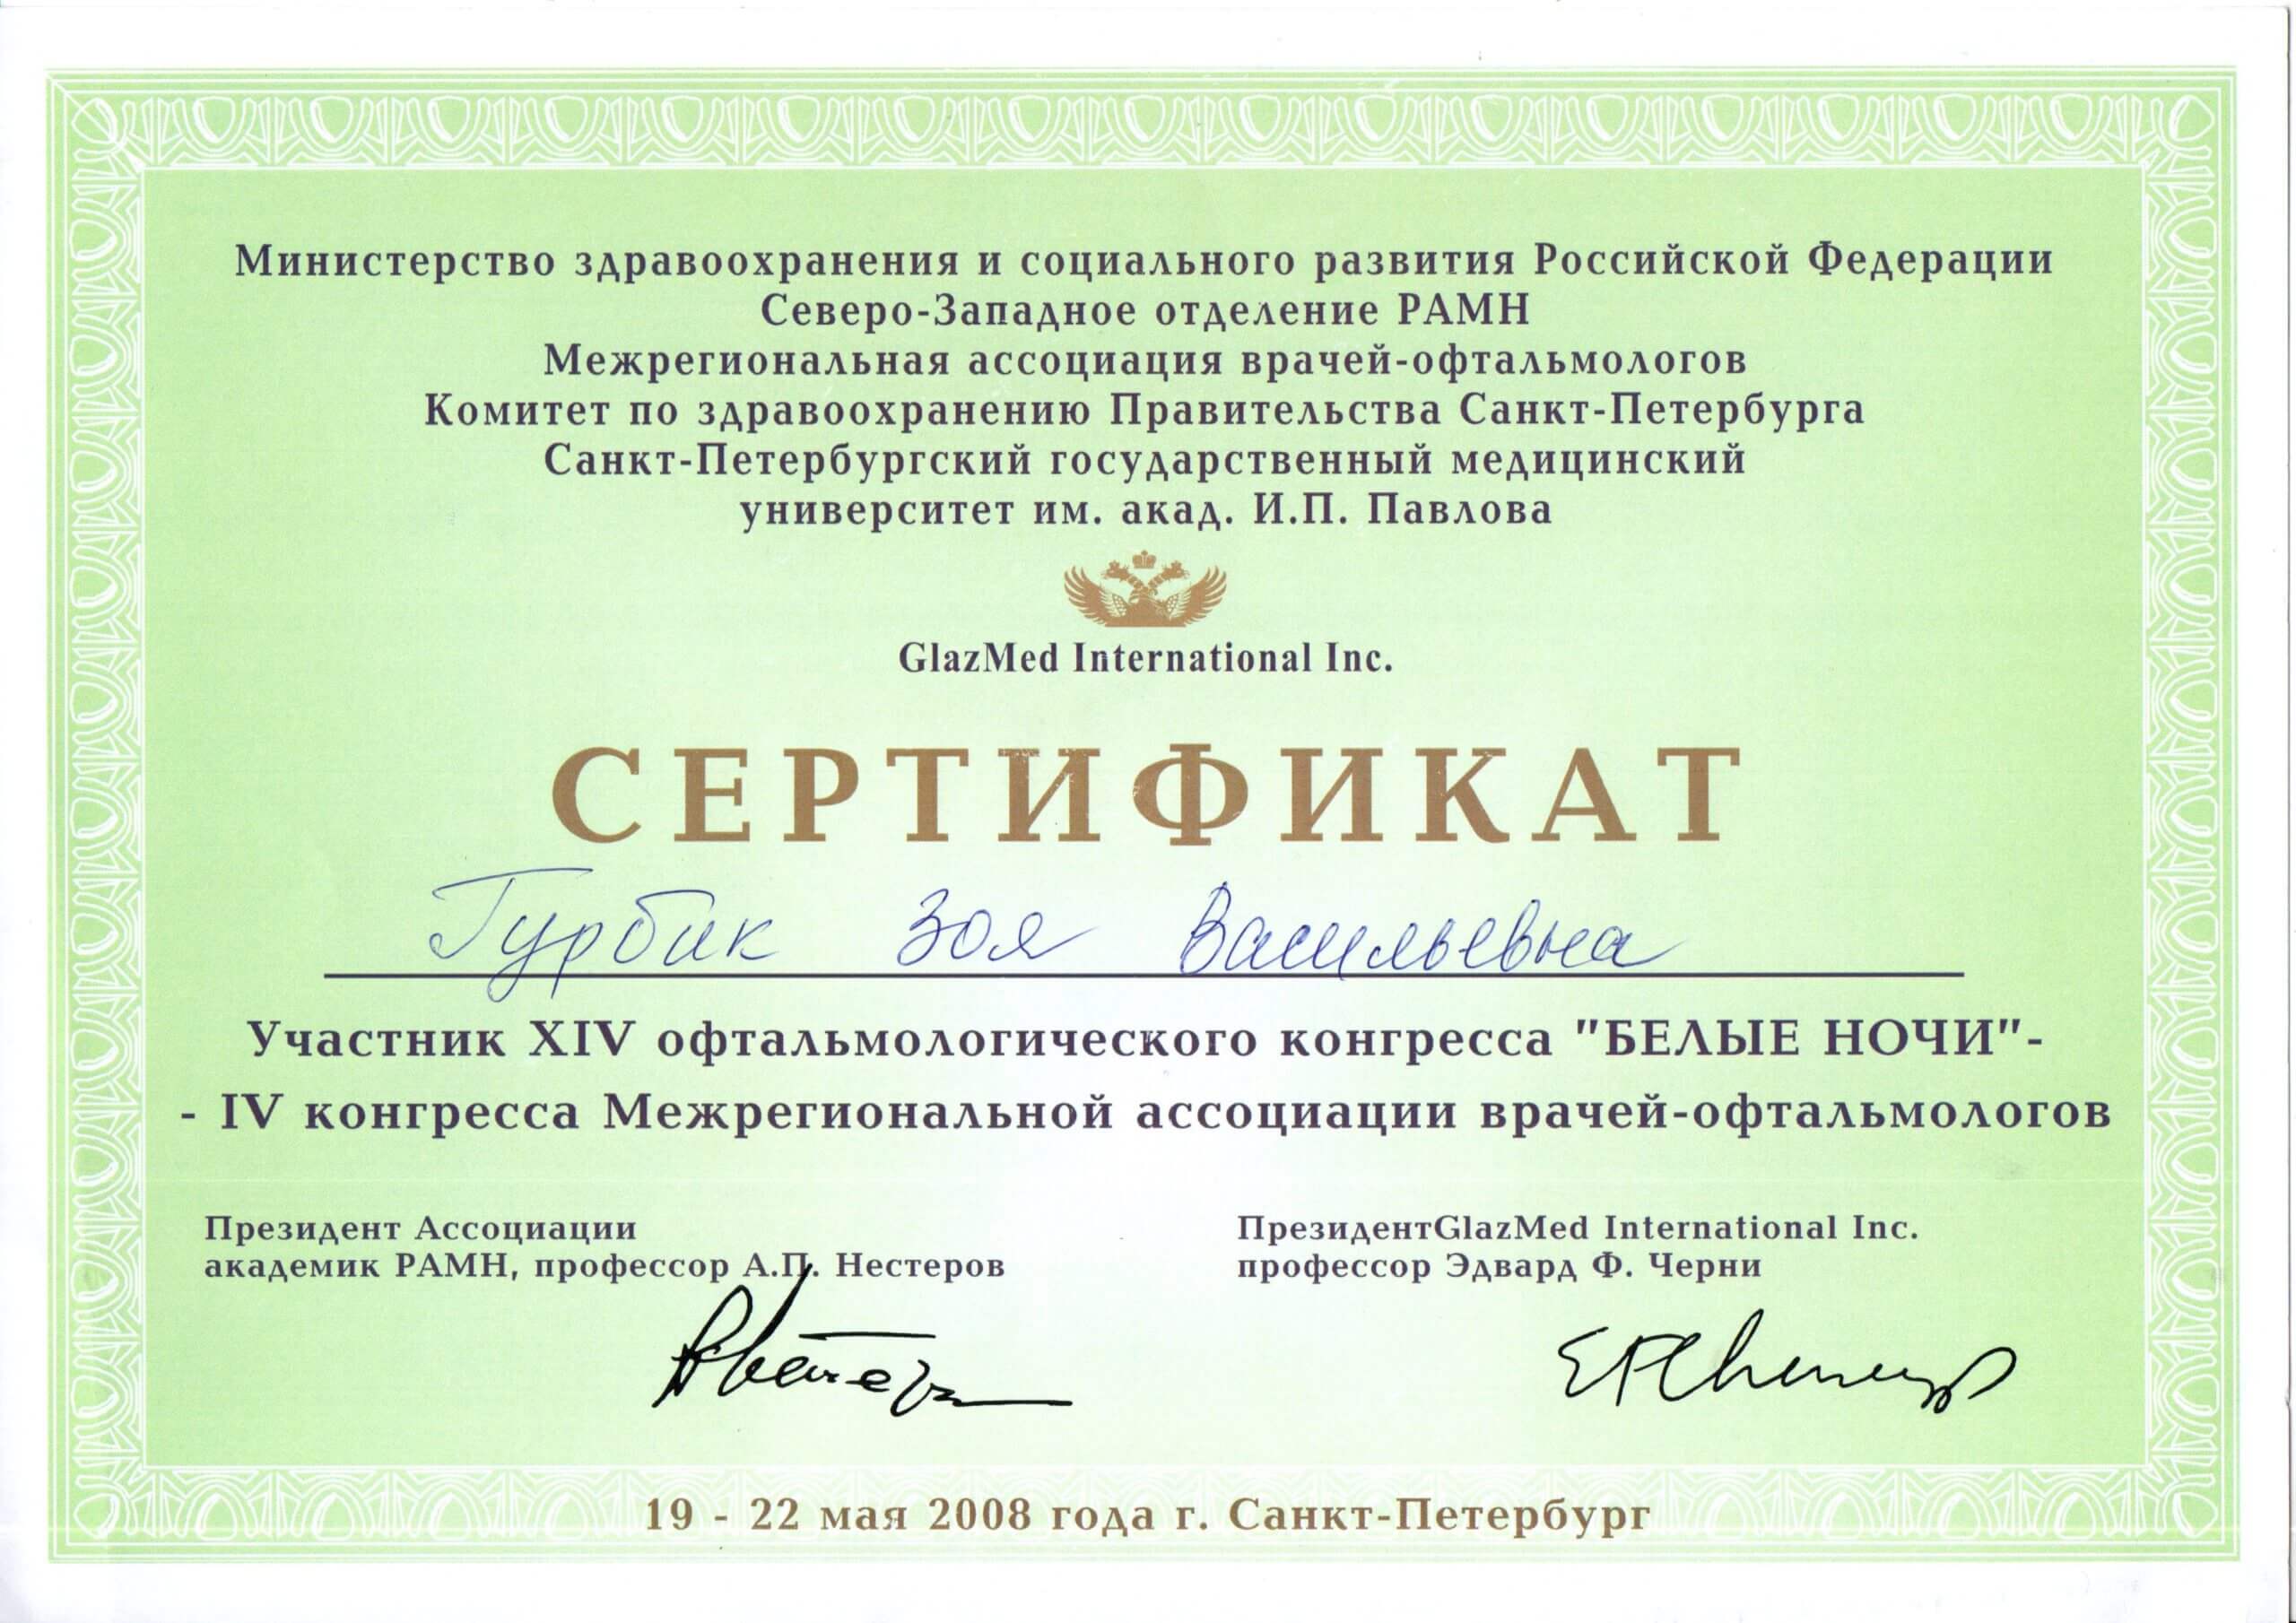 Министерство здравоохранения и социального развития Российской Федерации
Северо-Западное отделение РАМН
Межрегиональная ассоциация врачей-офтальмологов
Комитет по здравоохранению Правительства Санкт-Петербурга
Санкт-Петербургский государственный медицинский
университет им. акад. И.П. Павлова
GlazMed International Inc.
СЕРТИФИКАТ
Гурбик Зоя Васильевна
Участник XIV офтальмологического конгресса "БЕЛЫЕ НОЧИ"-
- IV конгресса Межрегиональной ассоциации врачей-офтальмологов
Президент Ассоциации
академик РАМН, профессор А.П. Нестеров
ПрезидентGlazMed International Inc.
профессор Эдвард Ф. Черни
19 - 22 мая 2008 года г. Санкт-Петербург